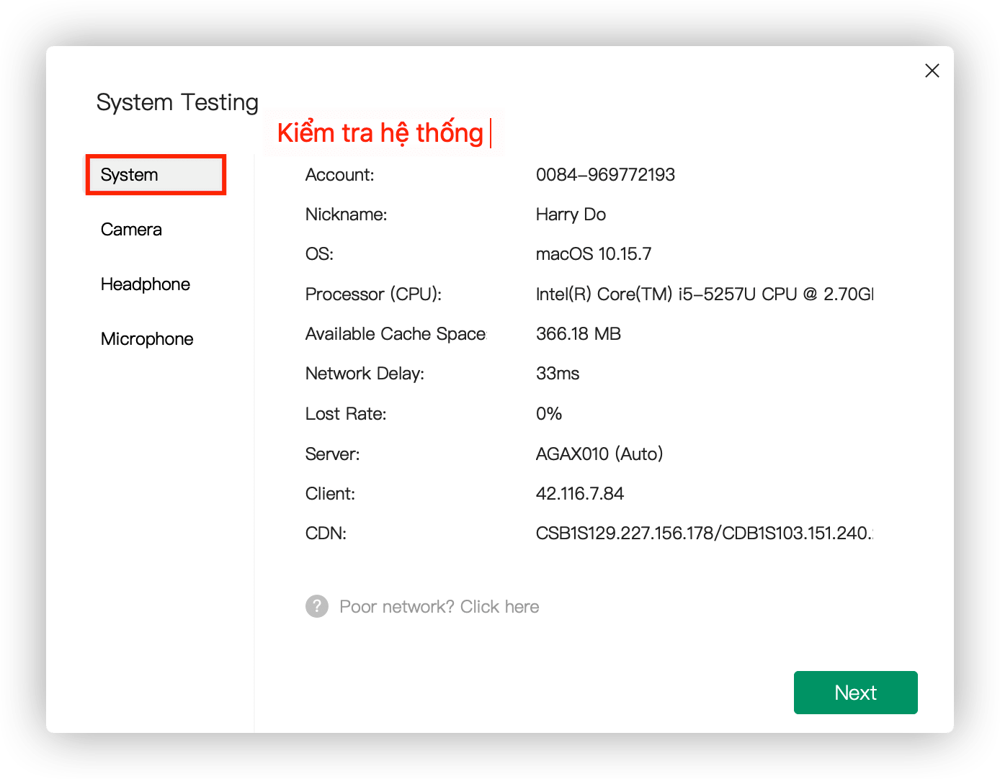 System Testing
Kiểm tra hệ thống
System
Camera
Headphone
Microphone
Account: 0084-969772193
Nickname: Harry Do
OS: macOS 10.15.7
Processor (CPU): Intel(R) Core(TM) i5-5257U CPU @ 2.70G
Available Cache Space: 366.18 MB
Network Delay: 33ms
Lost Rate: 0%
Server: AGAX010 (Auto)
Client: 42.116.7.84
CDN: CSB1S129.227.156.178/CDB1S103.151.240.
? Poor network? Click here
Next